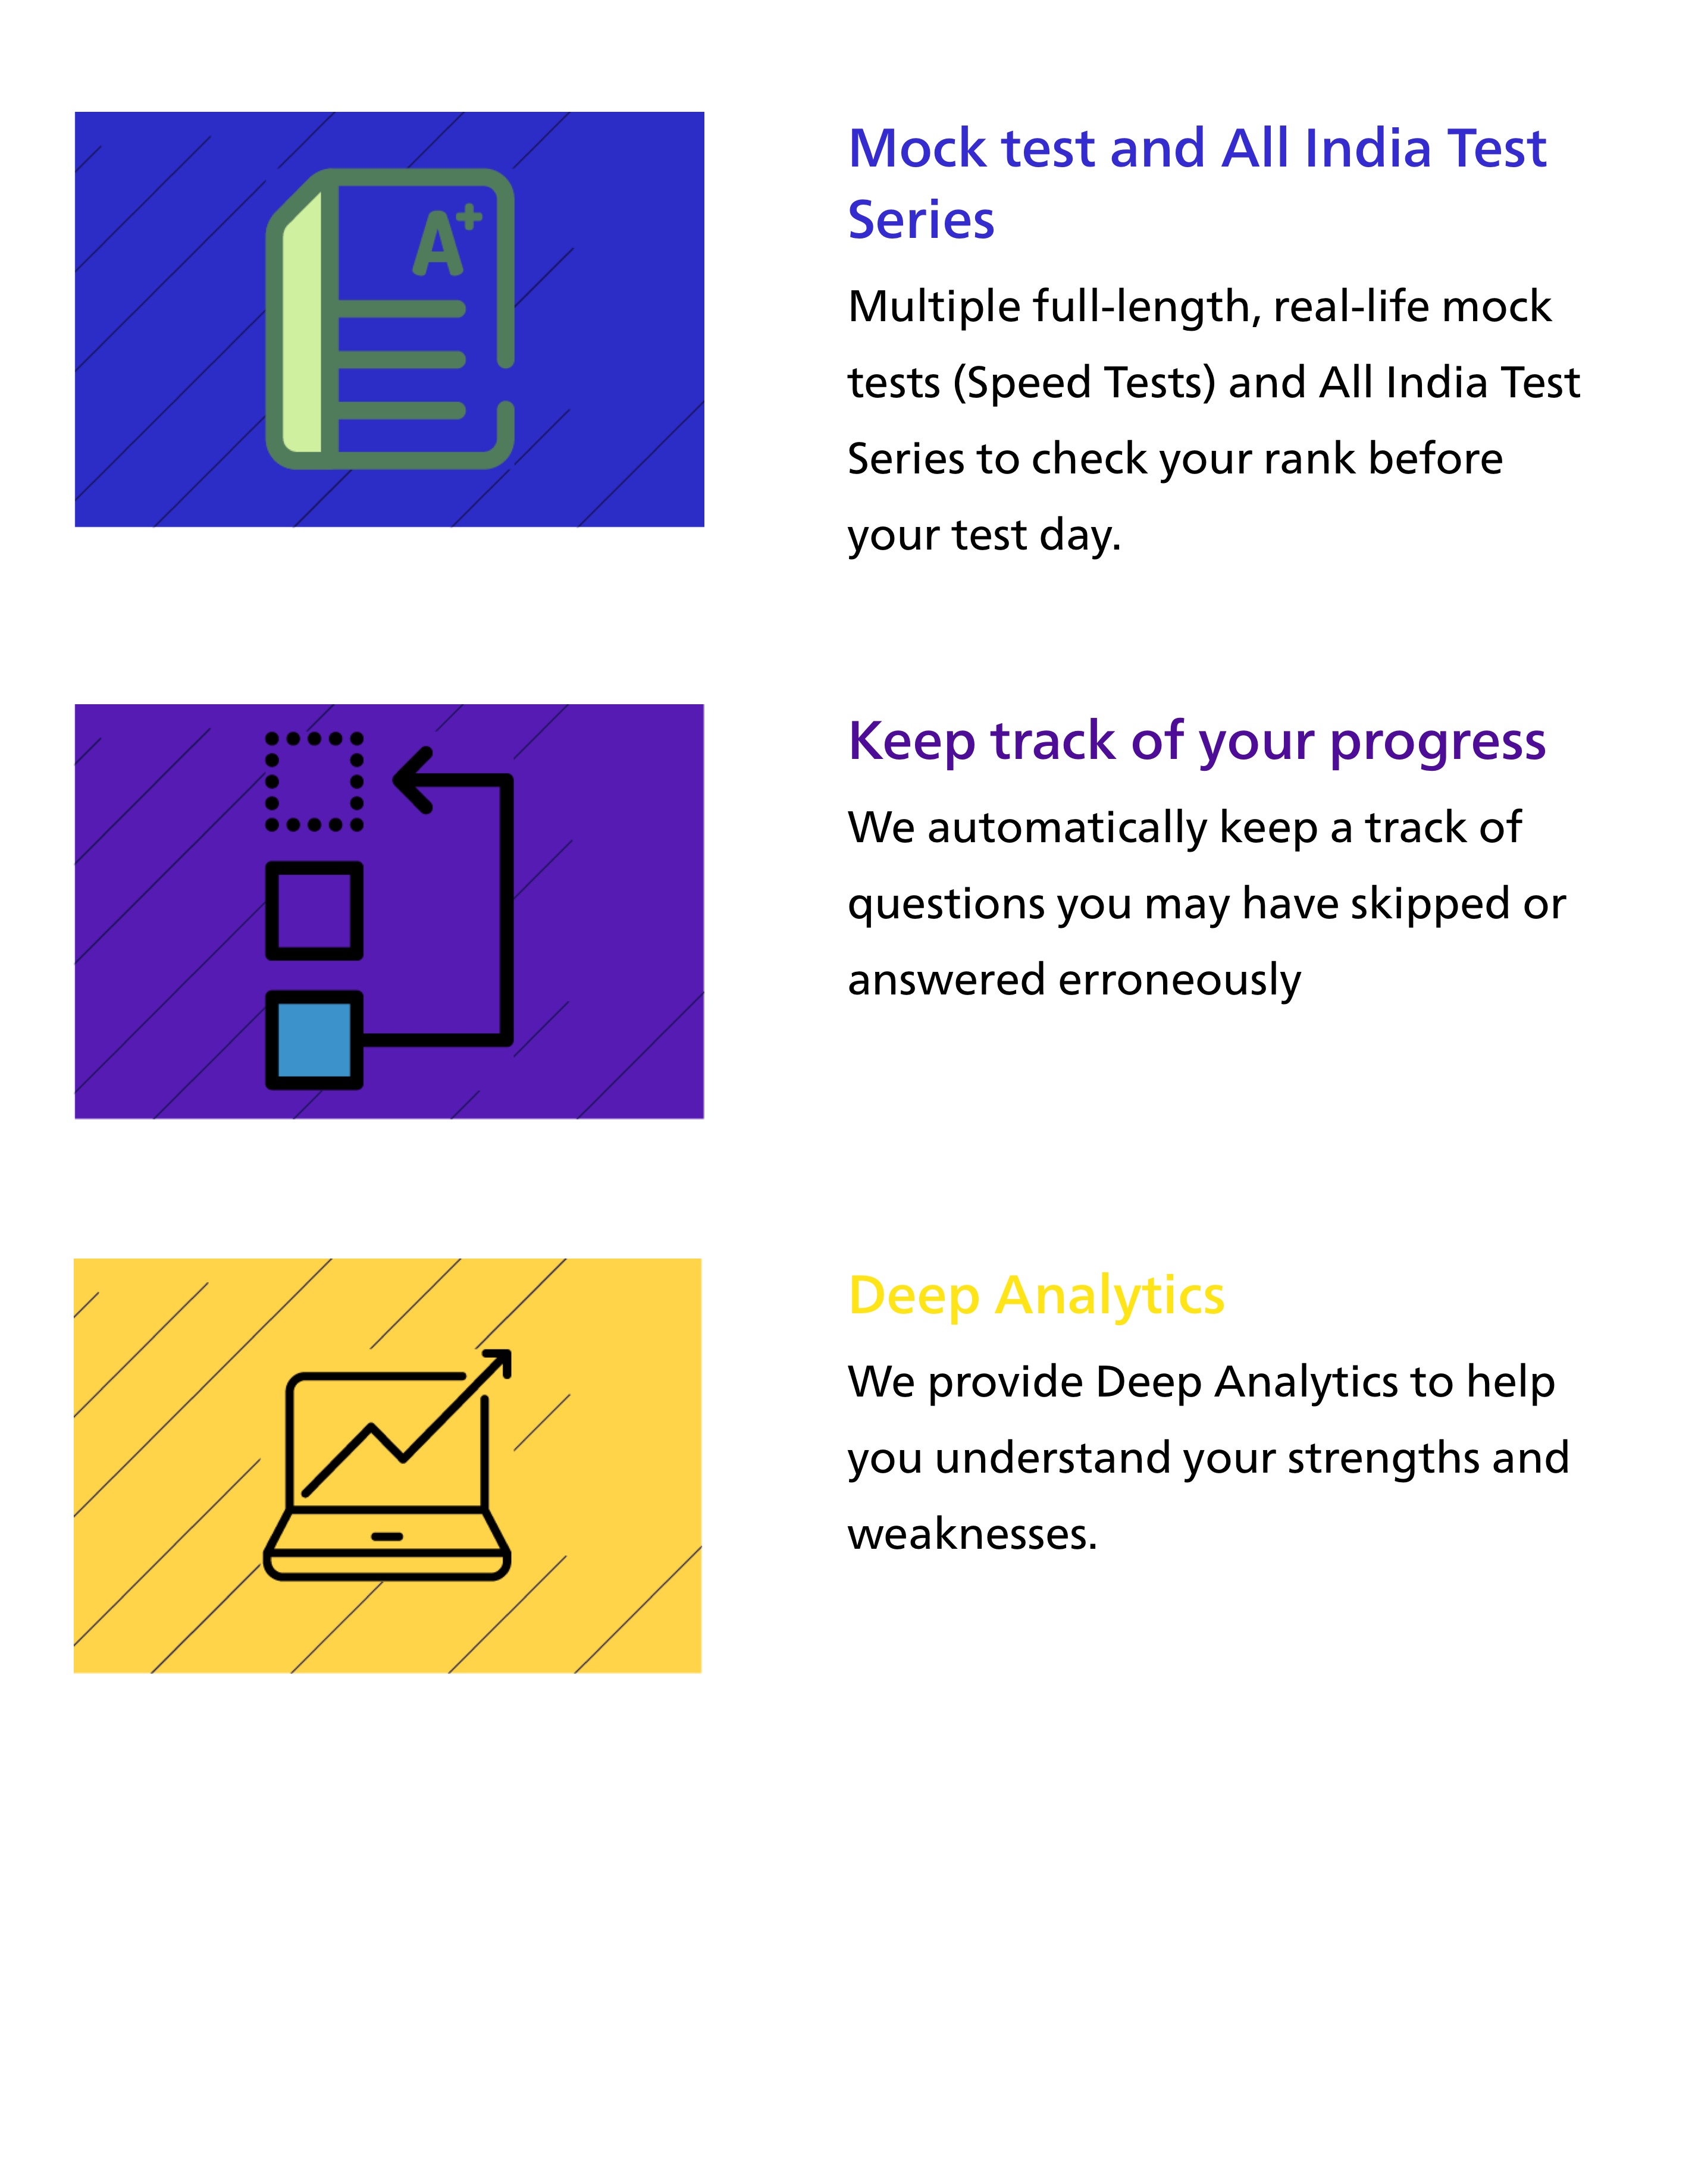 A+
Mock test and All India Test
Series
Multiple full-length, real-life mock
tests (Speed Tests) and All India Test
Series to check your rank before
your test day.
Keep track of your progress
We automatically keep a track of
questions you may have skipped or
answered erroneously
Deep Analytics
We provide Deep Analytics to help
you understand your strengths and
weaknesses.